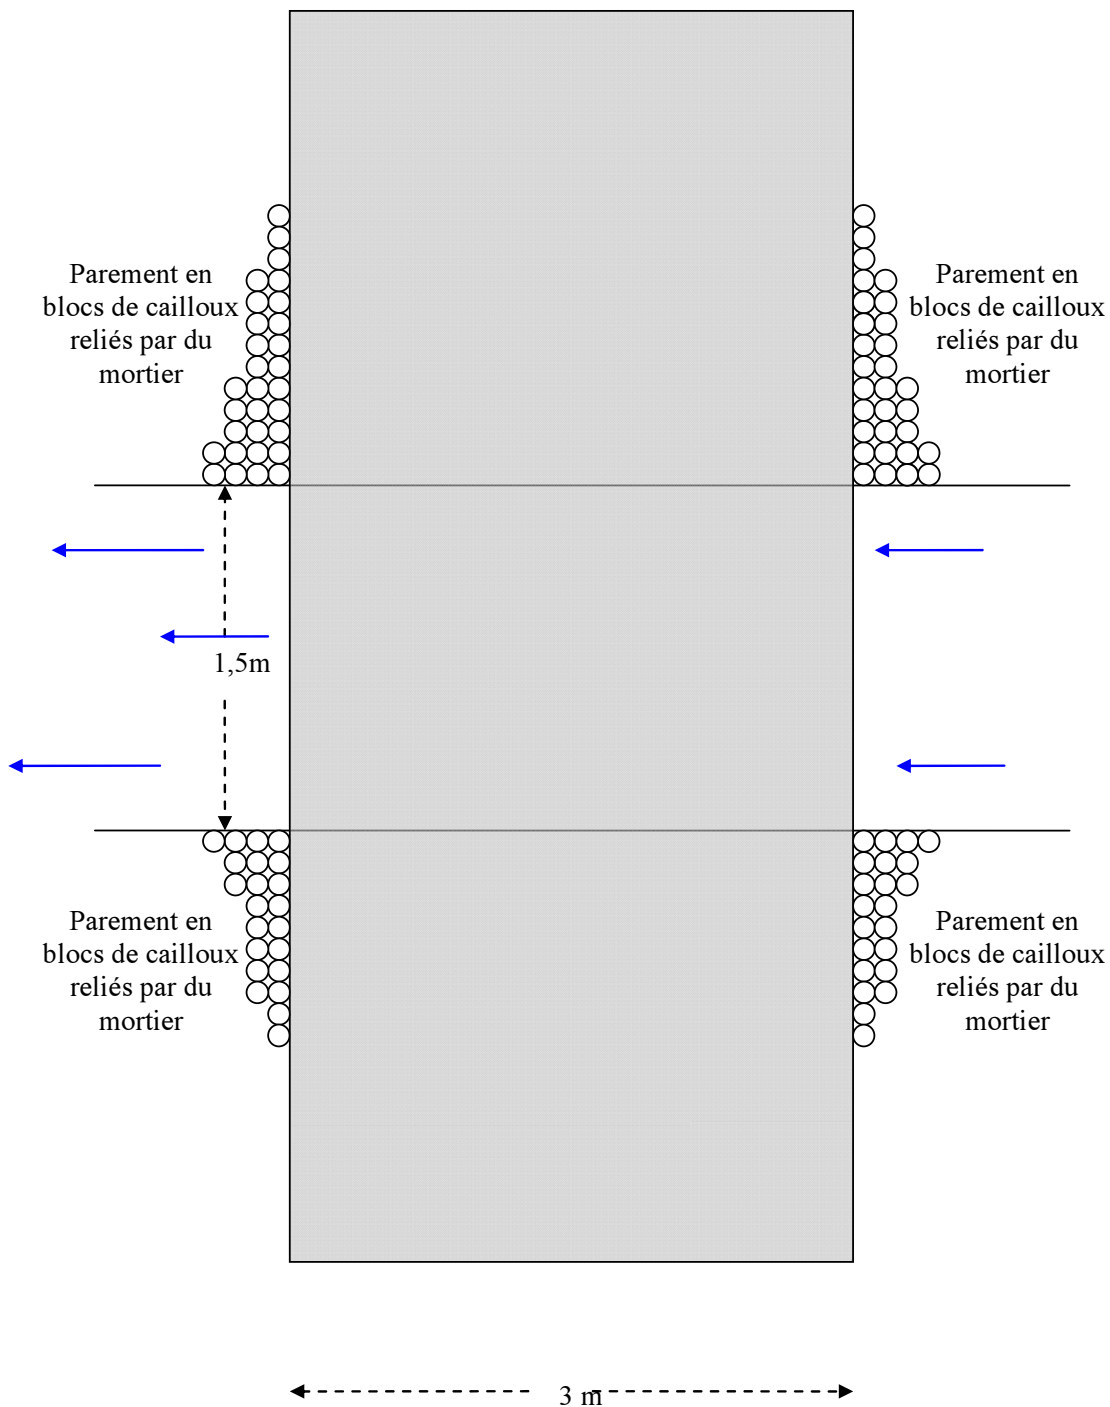 Parement en
blocs de cailloux
reliés par du
mortier
Parement en
blocs de cailloux
reliés par du
mortier
1,5m
Parement en
blocs de cailloux
reliés par du
mortier
Parement en
blocs de cailloux
reliés par du
mortier
3 m